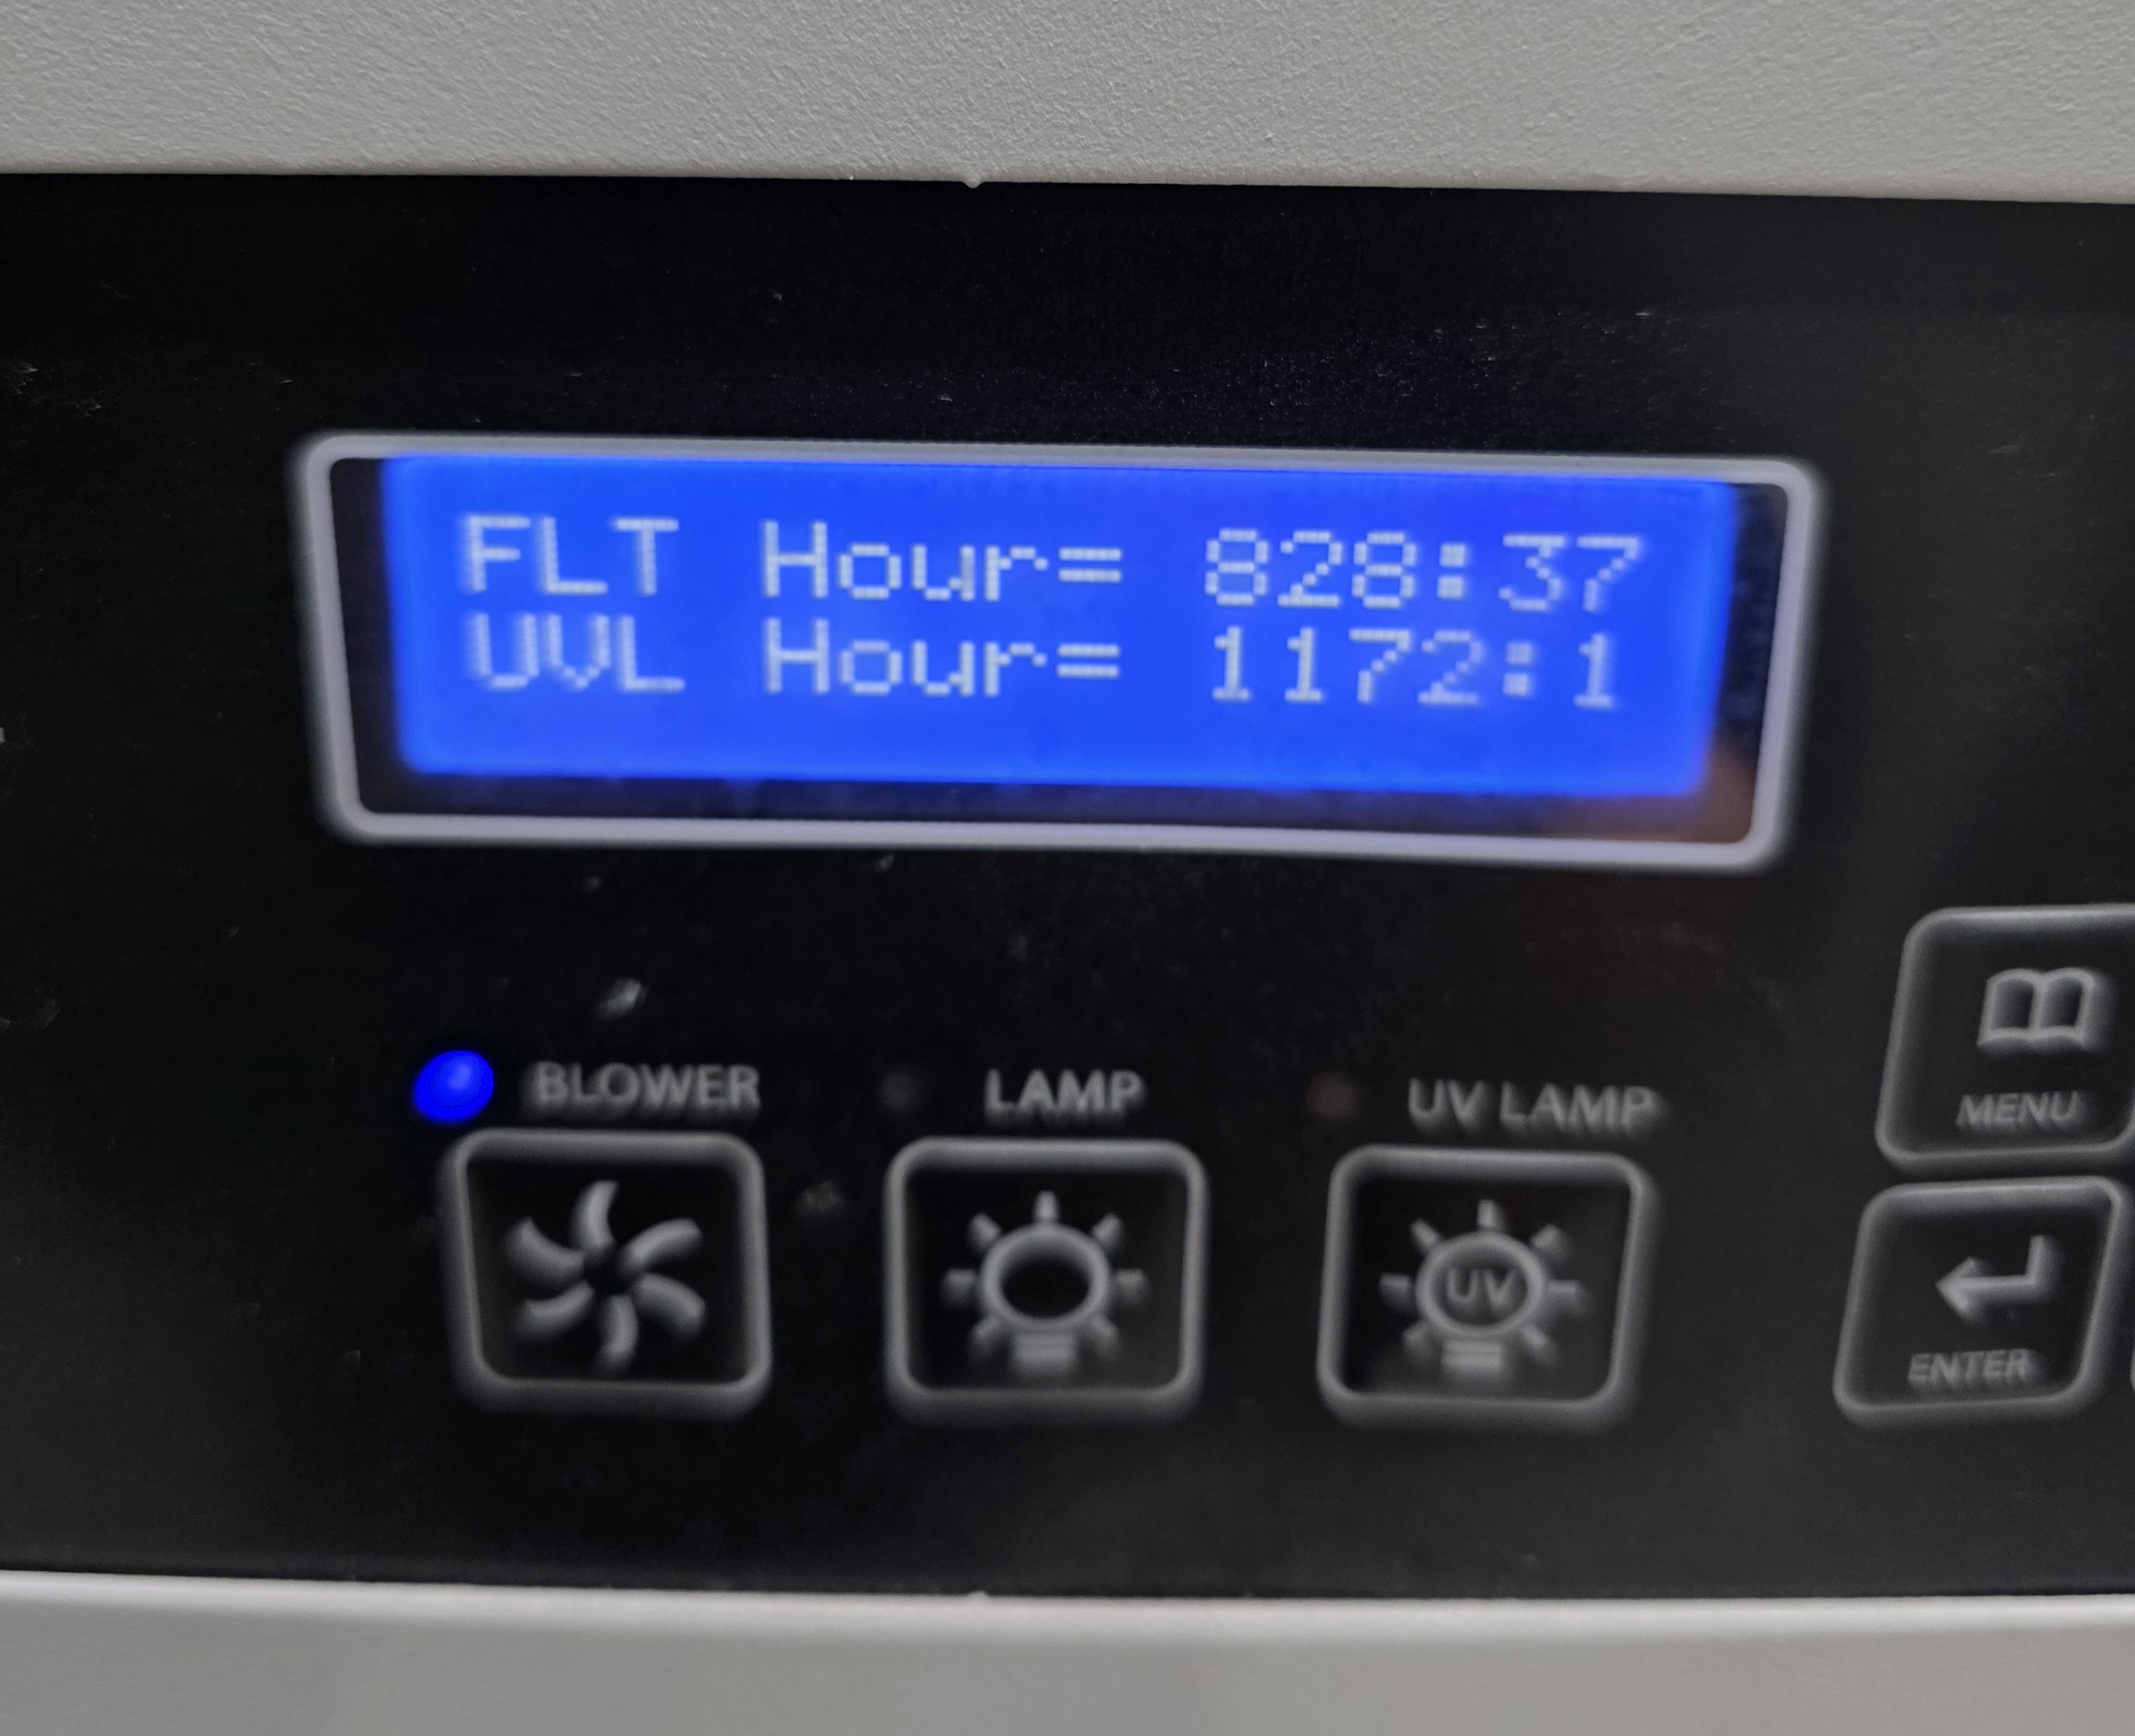 FLT Hour= 828:37
UVL Hour= 1172:1
BLOWER
LAMP
UV LAMP
UV
MENU
ENTER